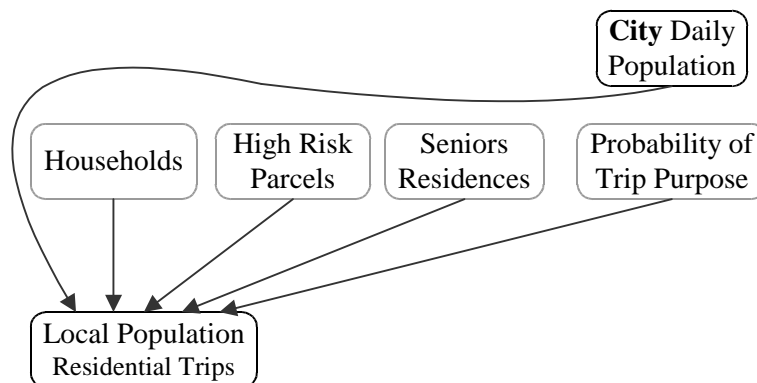 City Daily
Population
Households
High Risk
Parcels
Seniors
Residences
Probability of
Trip Purpose
Local Population
Residential Trips